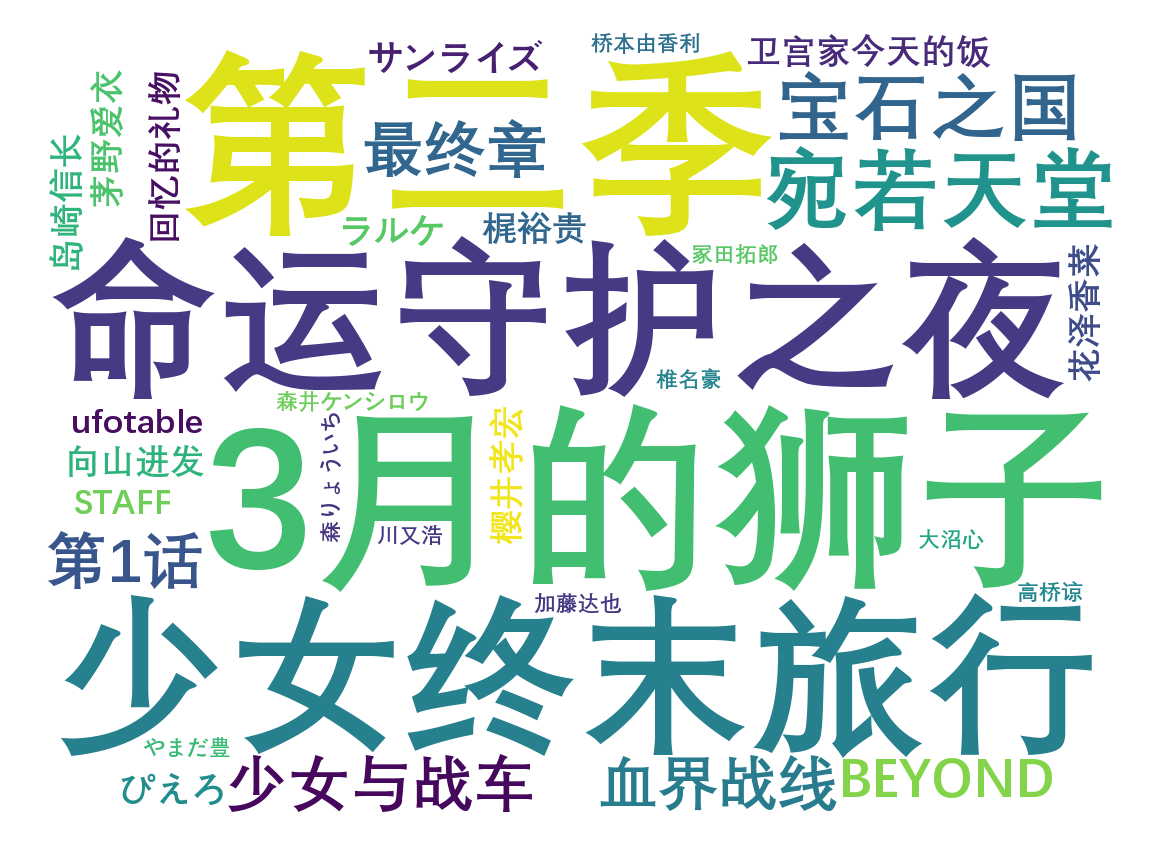 桥本由香利
卫宫家今天的饭
サンライズ
第二季
宝石之国
最终章
宛若天堂
茅野爱衣
回忆的礼物
岛崎信长
ラルケ
梶裕贵
冢田拓郎
命运守护之夜
花泽香菜
椎名豪
森井ケンシロウ
ufotable
3月的狮子
森りょういち
樱井孝宏
向山进发
STAFF
川又浩
大沼心
第1话
高桥谅
加藤达也
少女终末旅行
やまだ豊
ぴえろ
少女与战车
血界战线
BEYOND